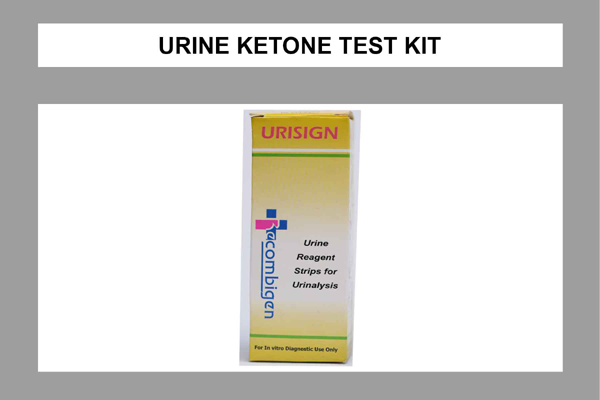 URINE KETONE TEST KIT
URISIGN
Recombigen
Urine
Reagent
Strips for
Urinalysis
For In vitro Diagnostic Use Only